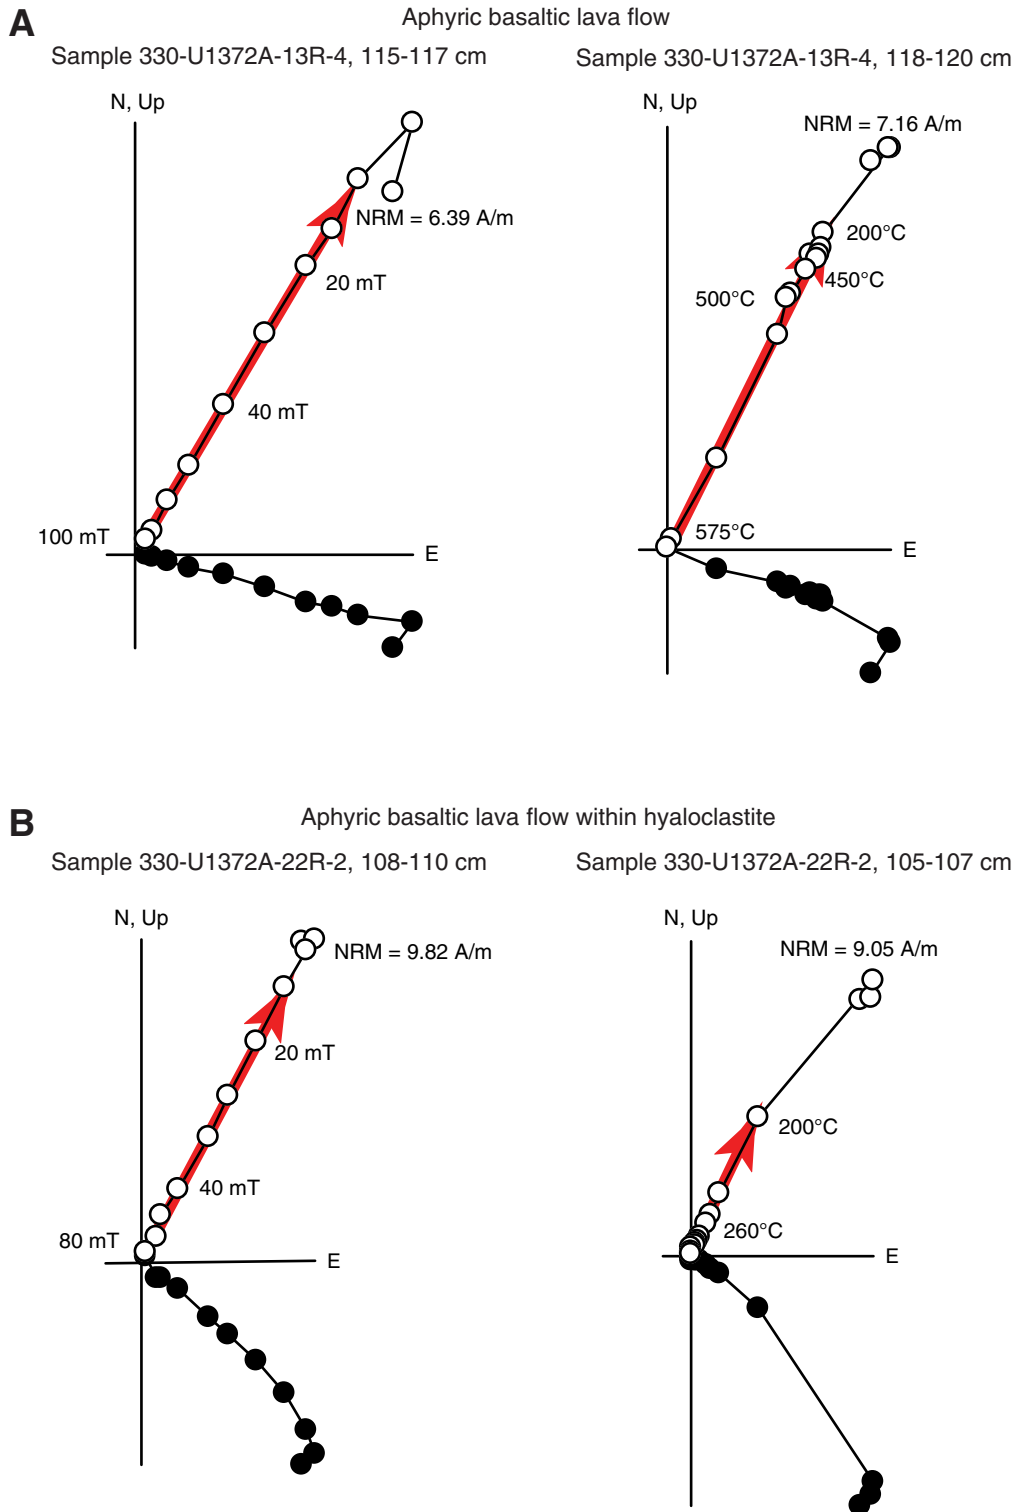 A
Aphyric basaltic lava flow
Sample 330-U1372A-13R-4, 115-117 cm
N, Up
NRM = 6.39 A/m
20 mT
40 mT
100 mT
E
Sample 330-U1372A-13R-4, 118-120 cm
N, Up
NRM = 7.16 A/m
200°C
450°C
500°C
575°C
E
B
Aphyric basaltic lava flow within hyaloclastite
Sample 330-U1372A-22R-2, 108-110 cm
N, Up
NRM = 9.82 A/m
20 mT
40 mT
80 mT
E
Sample 330-U1372A-22R-2, 105-107 cm
N, Up
NRM = 9.05 A/m
200°C
260°C
E